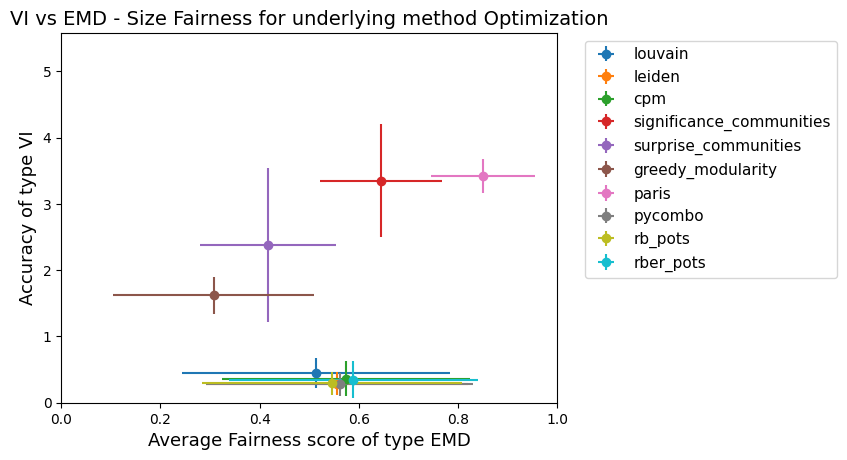 VI vs EMD - Size Fairness for underlying method Optimization
Accuracy of type VI
5
4
3
2
1
0
0.0 0.2 0.4 0.6 0.8 1.0
Average Fairness score of type EMD
louvain
leiden
cpm
significance_communities
surprise_communities
greedy_modularity
paris
pycombo
rb_pots
rber_pots